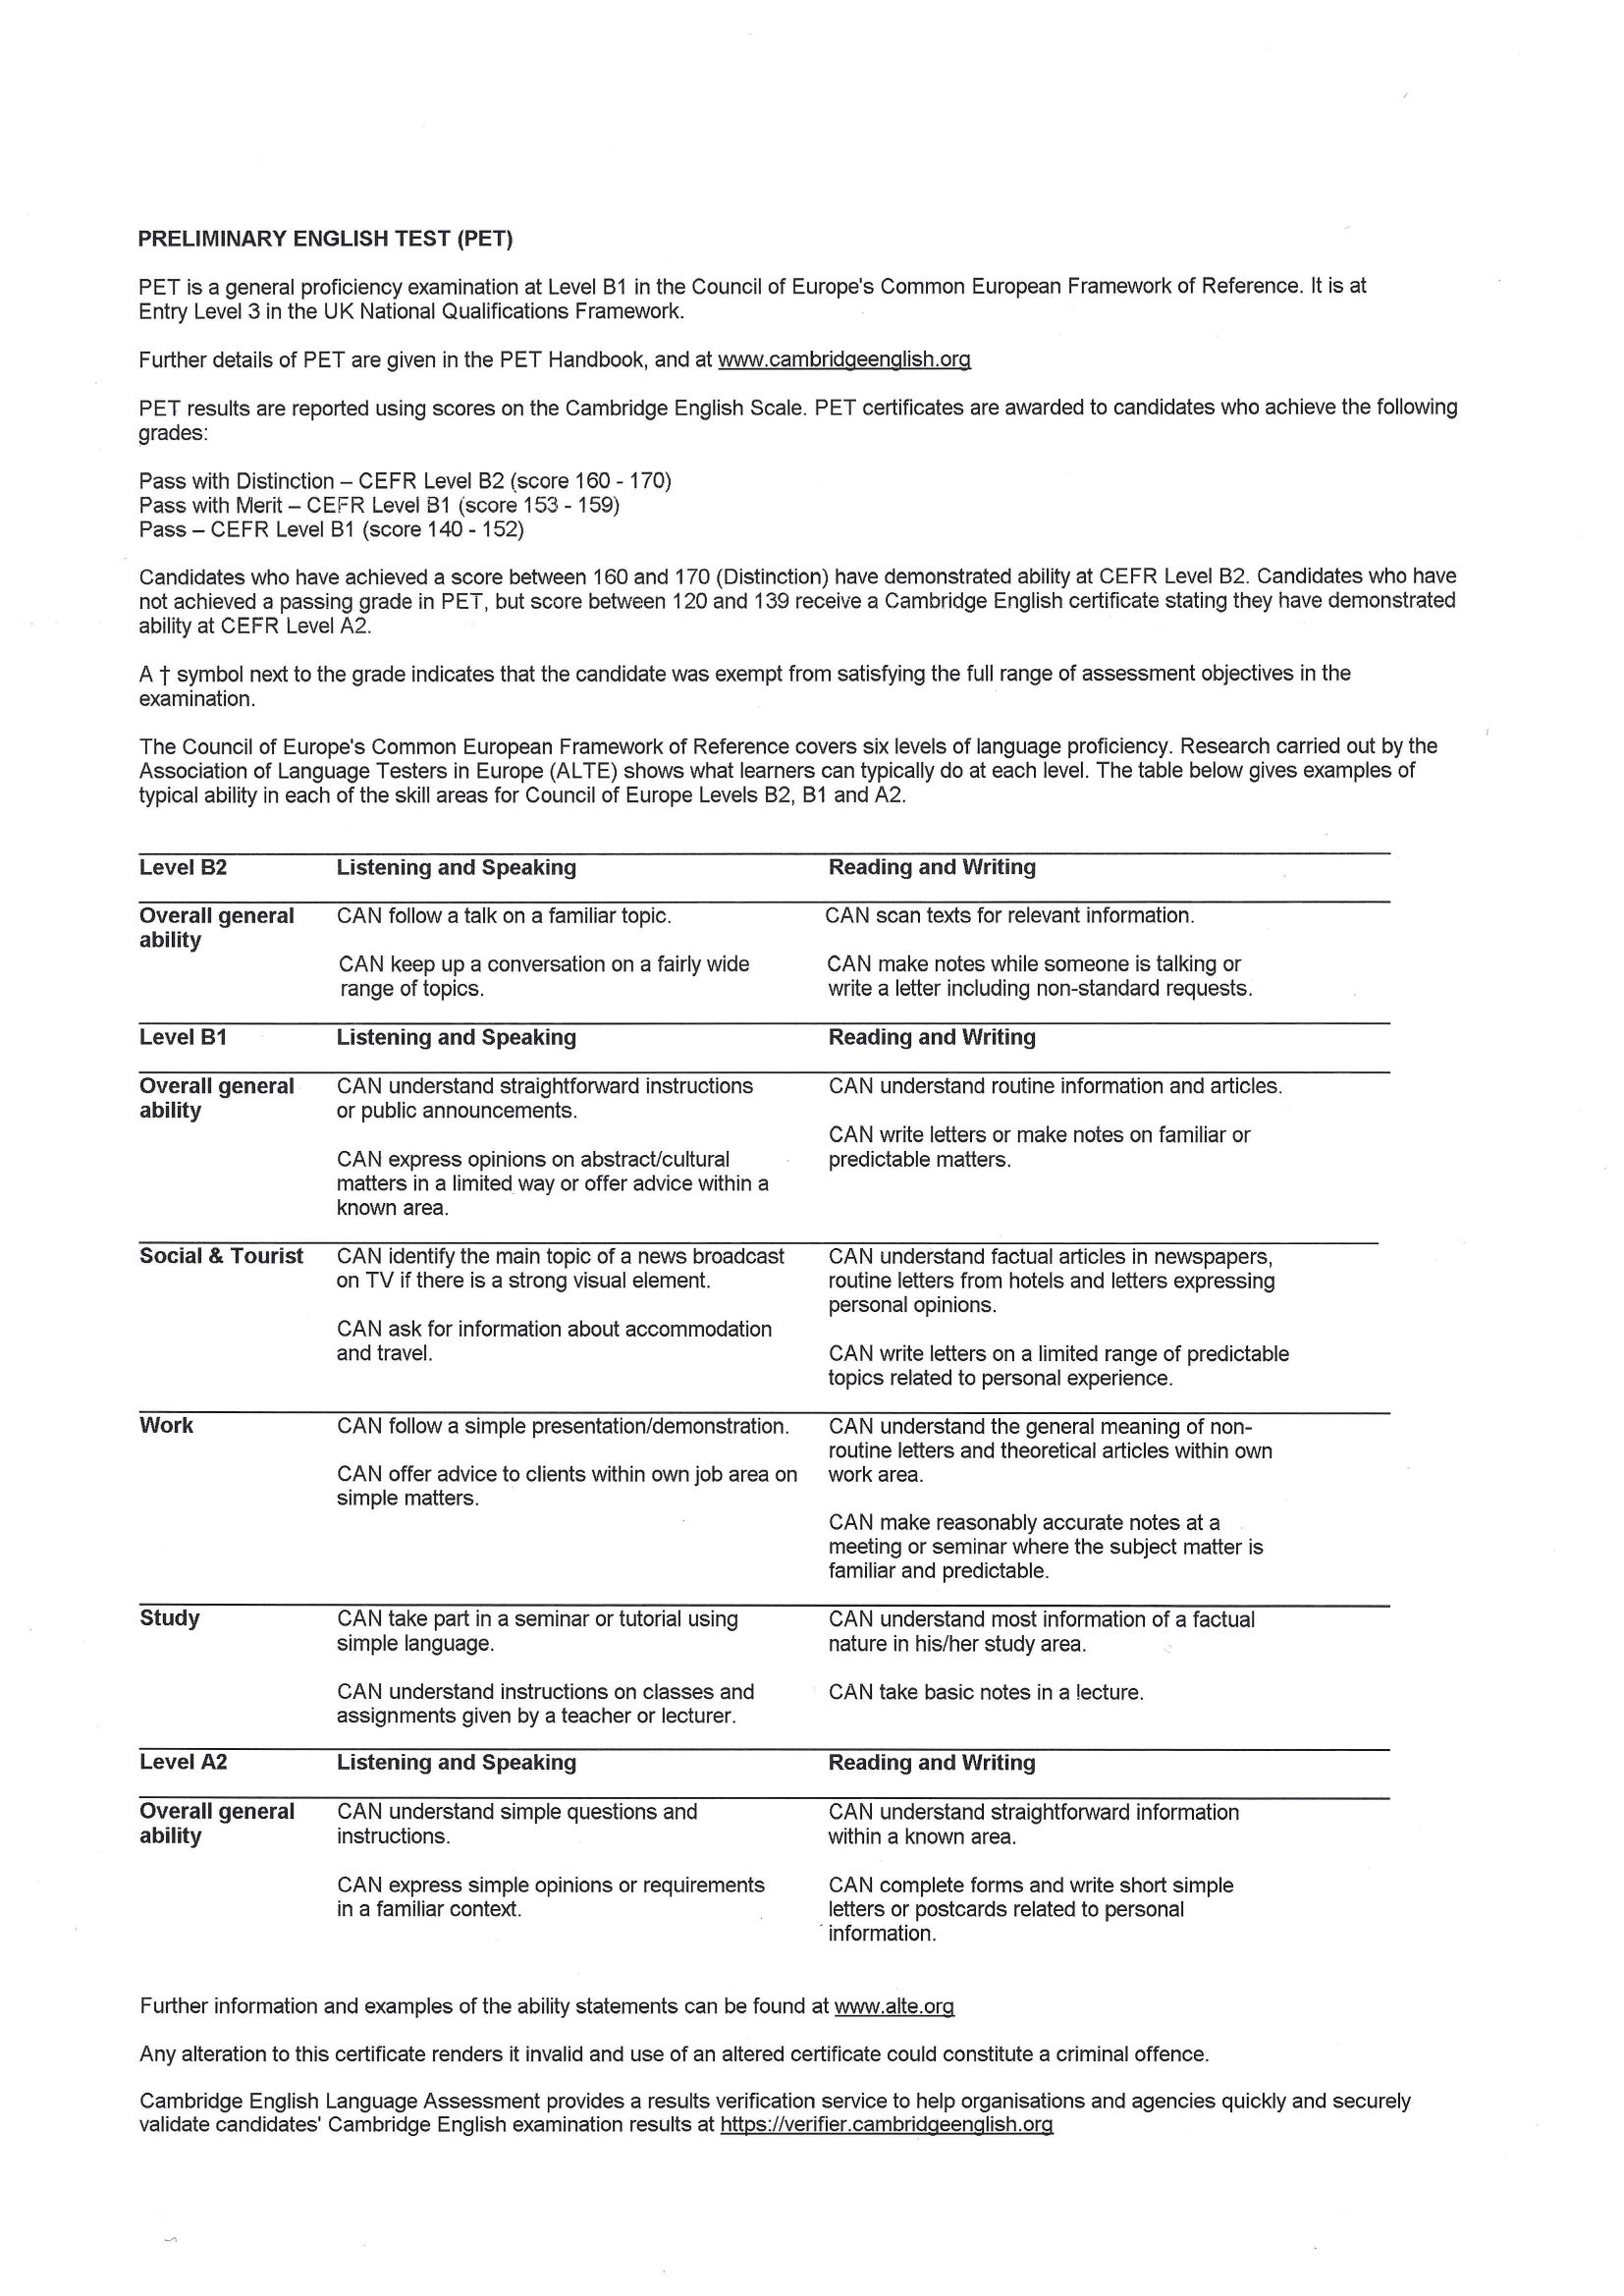 PRELIMINARY ENGLISH TEST (PET)
PET is a general proficiency examination at Level B1 in the Council of Europe's Common European Framework of Reference. It is at
Entry Level 3 in the UK National Qualifications Framework.
Further details of PET are given in the PET Handbook, and at www.cambridgeenglish.org
PET results are reported using scores on the Cambridge English Scale. PET certificates are awarded to candidates who achieve the following
grades:
Pass with Distinction – CEFR Level B2 (score 160 - 170)
Pass with Merit – CEFR Level B1 (score 153 - 159)
Pass – CEFR Level B1 (score 140 - 152)
Candidates who have achieved a score between 160 and 170 (Distinction) have demonstrated ability at CEFR Level B2. Candidates who have
not achieved a passing grade in PET, but score between 120 and 139 receive a Cambridge English certificate stating they have demonstrated
ability at CEFR Level A2.
A † symbol next to the grade indicates that the candidate was exempt from satisfying the full range of assessment objectives in the
examination.
The Council of Europe's Common European Framework of Reference covers six levels of language proficiency. Research carried out by the
Association of Language Testers in Europe (ALTE) shows what learners can typically do at each level. The table below gives examples of
typical ability in each of the skill areas for Council of Europe Levels B2, B1 and A2.
Level B2 Listening and Speaking Reading and Writing
Overall general CAN follow a talk on a familiar topic. CAN scan texts for relevant information.
ability
CAN keep up a conversation on a fairly wide CAN make notes while someone is talking or
range of topics. write a letter including non-standard requests.
Level B1 Listening and Speaking Reading and Writing
Overall general CAN understand straightforward instructions CAN understand routine information and articles.
ability or public announcements.
CAN write letters or make notes on familiar or
CAN express opinions on abstract/cultural predictable matters.
matters in a limited way or offer advice within a
known area.
Social & Tourist CAN identify the main topic of a news broadcast CAN understand factual articles in newspapers,
on TV if there is a strong visual element. routine letters from hotels and letters expressing
personal opinions.
CAN ask for information about accommodation
and travel. CAN write letters on a limited range of predictable
topics related to personal experience.
Work CAN follow a simple presentation/demonstration. CAN understand the general meaning of non-
routine letters and theoretical articles within own
CAN offer advice to clients within own job area on work area.
simple matters.
CAN make reasonably accurate notes at a
meeting or seminar where the subject matter is
familiar and predictable.
Study CAN take part in a seminar or tutorial using CAN understand most information of a factual
simple language. nature in his/her study area.
CAN understand instructions on classes and CAN take basic notes in a lecture.
assignments given by a teacher or lecturer.
Level A2 Listening and Speaking Reading and Writing
Overall general CAN understand simple questions and CAN understand straightforward information
ability instructions. within a known area.
CAN express simple opinions or requirements CAN complete forms and write short simple
in a familiar context. letters or postcards related to personal
information.
Further information and examples of the ability statements can be found at www.alte.org
Any alteration to this certificate renders it invalid and use of an altered certificate could constitute a criminal offence.
Cambridge English Language Assessment provides a results verification service to help organisations and agencies quickly and securely
validate candidates' Cambridge English examination results at https://verifier.cambridgeenglish.org